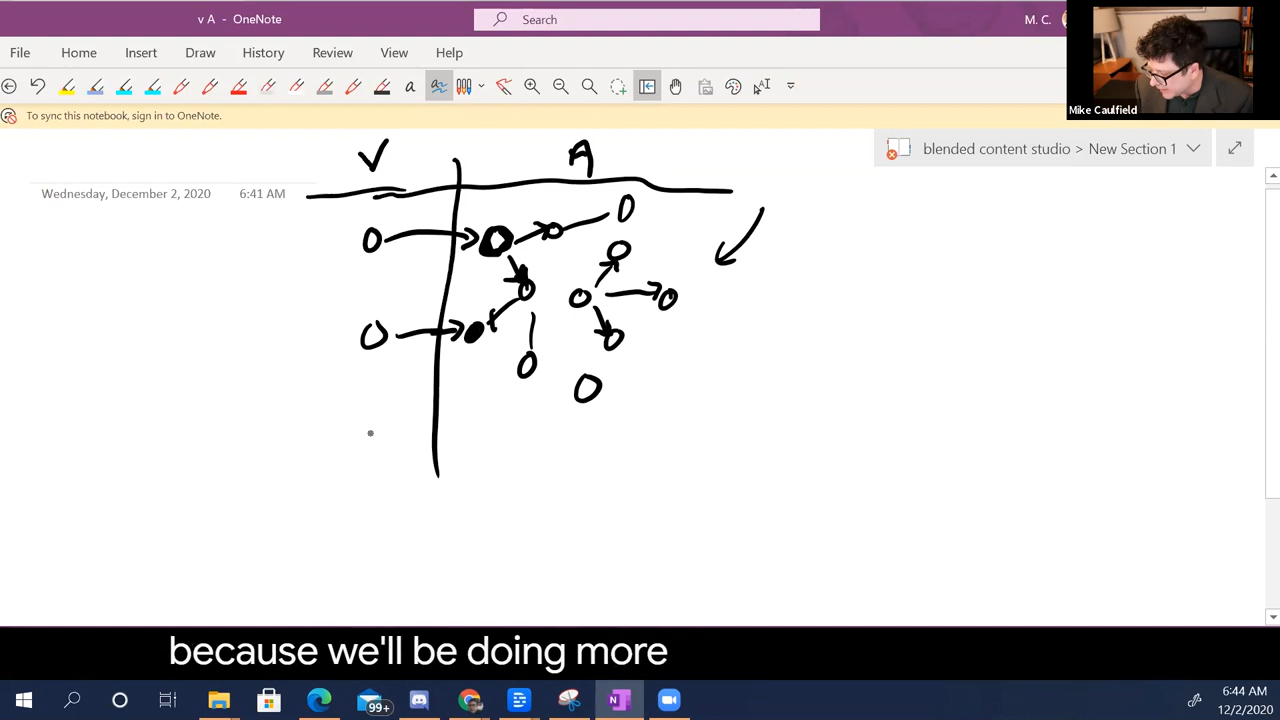 v A - OneNote
Search
M. C.
File Home Insert Draw History Review View Help
To sync this notebook, sign in to OneNote.
Mike Caulfield
blended content studio > New Section 1
V A
Wednesday, December 2, 2020 6:41 AM
because we'll be doing more
99+
6:44 AM
12/2/2020